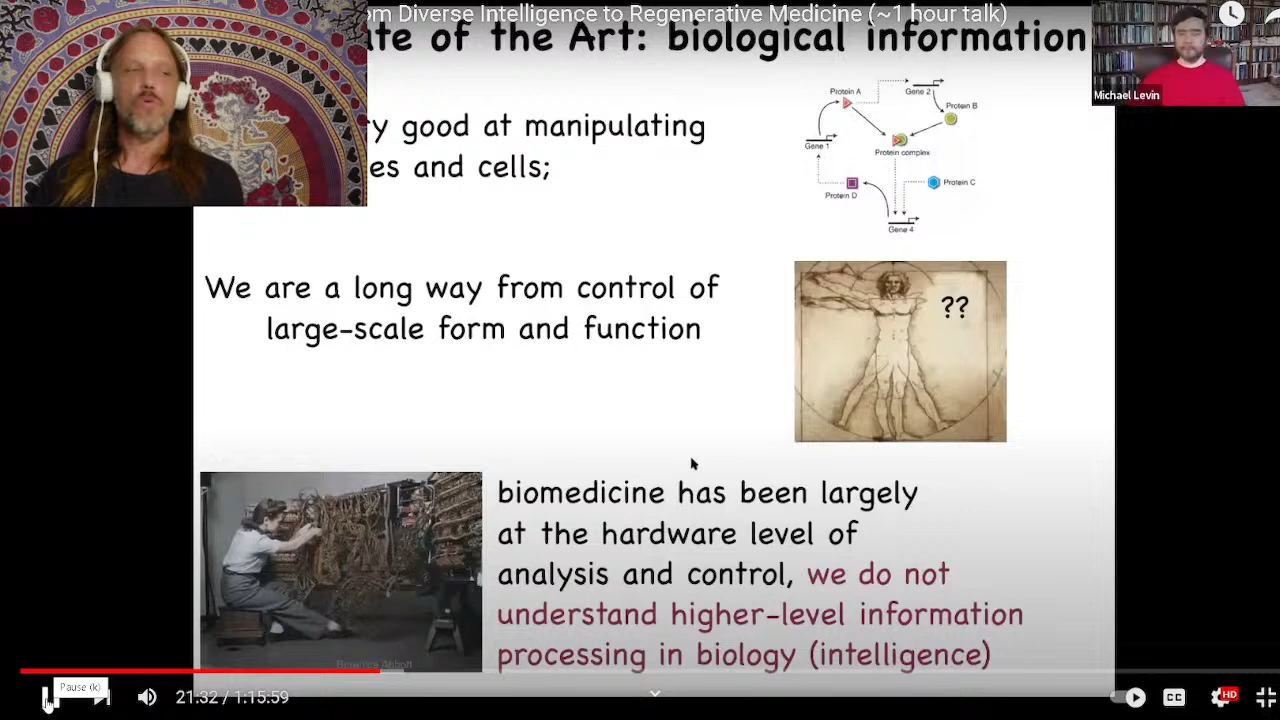 om Diverse Intelligence to Regenerative Medicine (~1 hour talk)
ate of the Art: biological information
Michael Levin
ry good at manipulating
es and cells;
Protein A
Gene 2
Protein B
Gene 1
Protein complex
Protein D
Protein C
Gene 4
We are a long way from control of
large-scale form and function
??
biomedicine has been largely
at the hardware level of
analysis and control, we do not
understand higher-level information
processing in biology (intelligence)
Berenice Abbott
Pause (k)
21:32 / 1:15:59
CC
HD